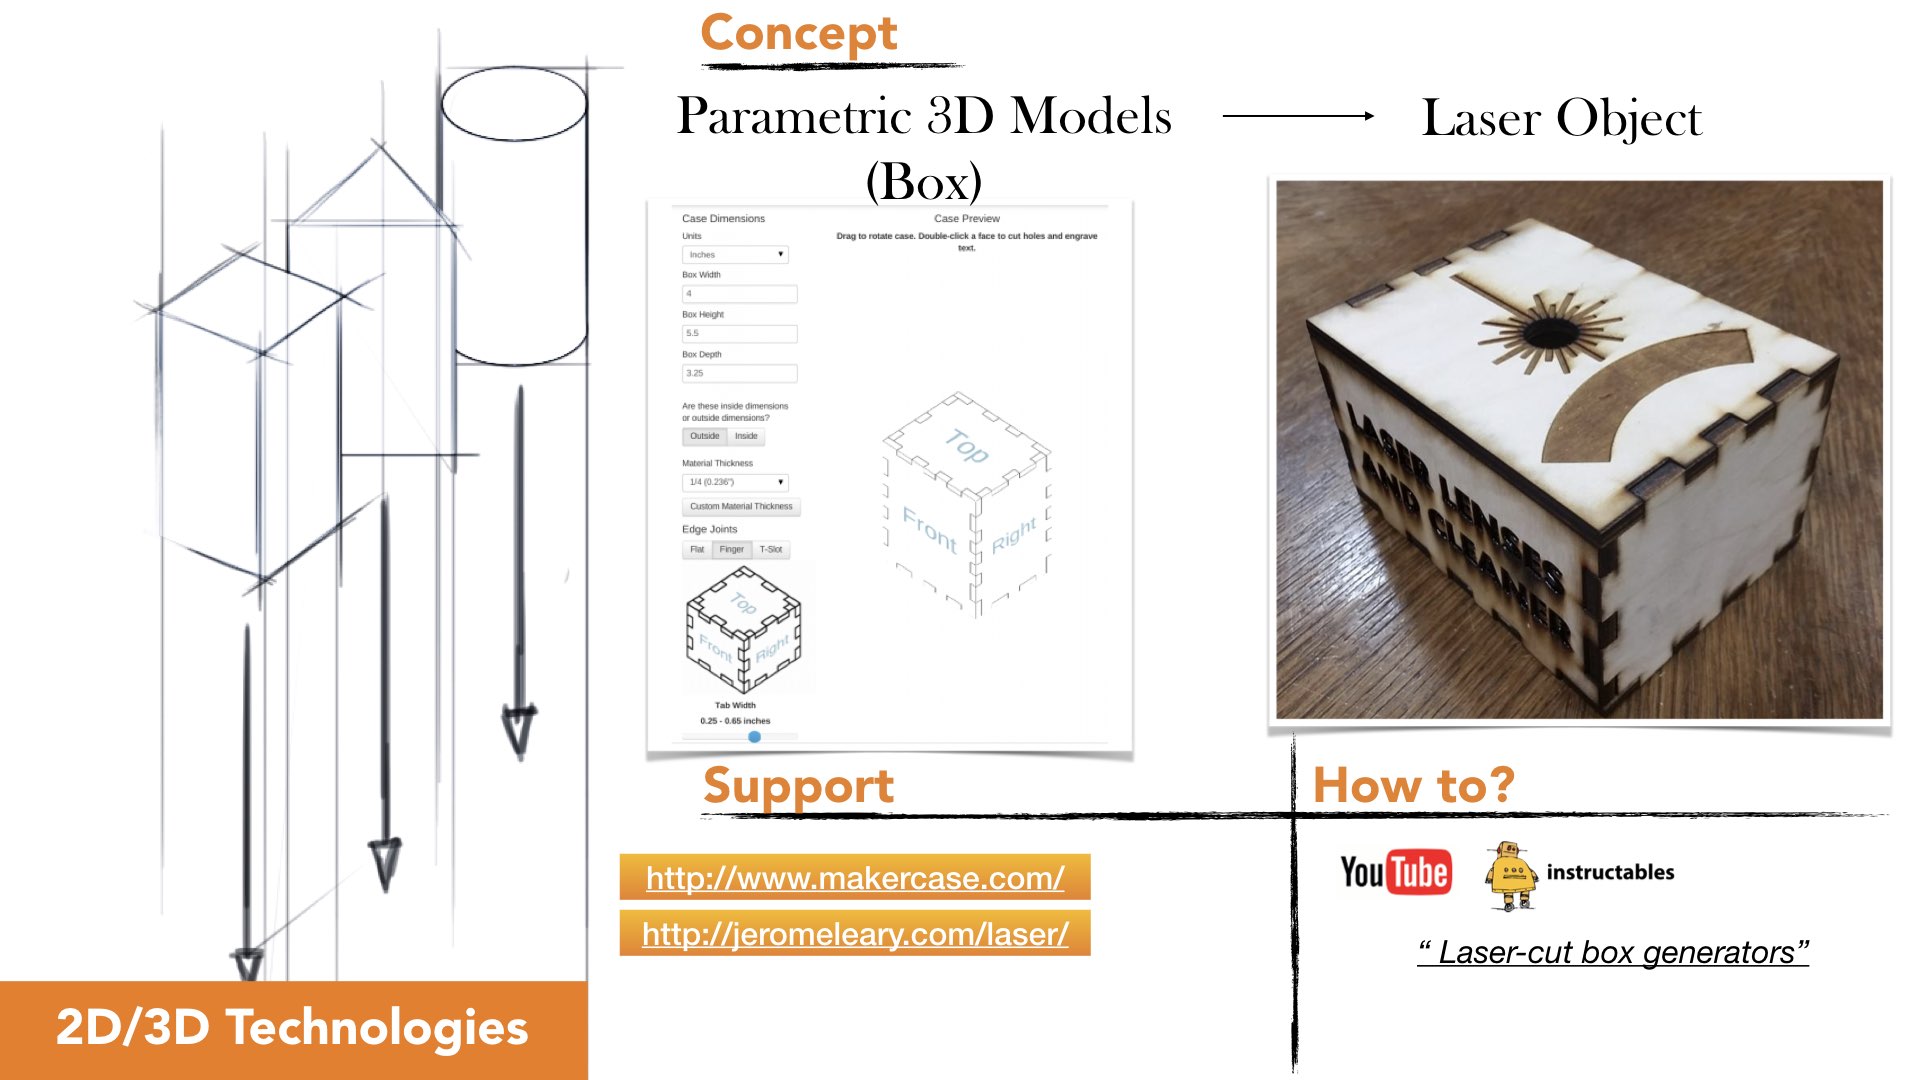 Concept
Parametric 3D Models
(Box)
Laser Object
Case Dimensions
Units
Inches
Box Width
4
Box Height
5.5
Box Depth
3.25
Are these inside dimensions
or outside dimensions?
Outside Inside
Material Thickness
1/4 (0.236")
Custom Material Thickness
Edge Joints
Flat Finger T-Slot
Top
Front Right
Tab Width
0.25 - 0.65 inches
Case Preview
Drag to rotate case. Double-click a face to cut holes and engrave
text.
Top
Front Right
LASER LENSES
AND CLEANER
Support
http://www.makercase.com/
http://jeromeleary.com/laser/
How to?
YouTube
instructables
“ Laser-cut box generators”
2D/3D Technologies